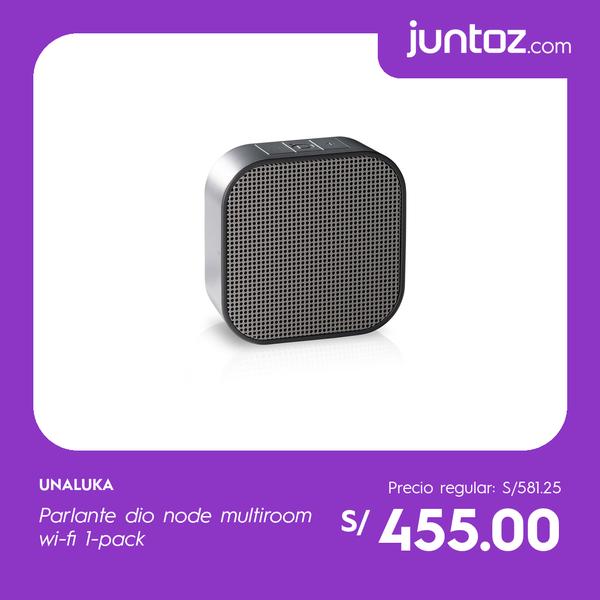 juntoz.com
UNALUKA
Parlante dio node multiroom
wi-fi 1-pack
Precio regular: S/581.25
S/ 455.00